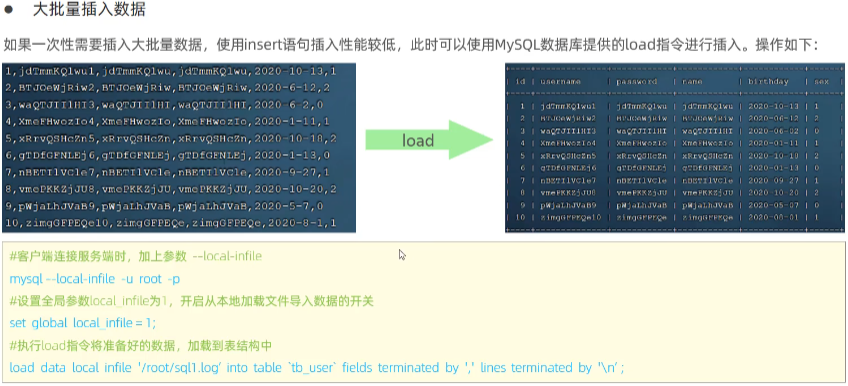 ● 大批量插入数据
如果一次性需要插入大批量数据，使用insert语句插入性能较低，此时可以使用MySQL数据库提供的load指令进行插入。操作如下：
1,jdTmmKQlwu1,jdTmmKQlwu,jdTmmKQlwu,2020-10-13,1
2,BTJOeWjRiw2,BTJOeWjRiw,BTJOeWjRiw,2020-6-12,2
3,waQTJIIlHI3,waQTJIIlHI,waQTJIIlHI,2020-6-2,0
4,XmeFHwozIo4,XmeFHwozIo,XmeFHwozIo,2020-1-11,1
5,xRrvQSHcZn5,xRrvQSHcZn,xRrvQSHcZn,2020-10-18,2
6,gTDfGFNLEj6,gTDfGFNLEj,gTDfGFNLEj,2020-1-13,0
7,nBETIlVCle7,nBETIlVCle,nBETIlVCle,2020-9-27,1
8,vmePKKZjJU8,vmePKKZjJU,vmePKKZjJU,2020-10-20,2
9,pWjaLhJVaB9,pWjaLhJVaB,pWjaLhJVaB,2020-5-7,0
10,zimgGFPEQe10,zimgGFPEQe,zimgGFPEQe,2020-8-1,1
load
| id | username | password | name | birthday | sex |
| 1 | jdTmmKQlwu1 | jdTmmKQlwu | jdTmmKQlwu | 2020-10-13 | 1
| 2 | BTJOeWjRiw2 | BTJOeWjRiw | BTJOeWjRiw | 2020-06-12 | 2
| 3 | waQTJIIlHI3 | waQTJIIlHI | waQTJIIlHI | 2020-06-02 | 0
| 4 | XmeFHwozIo4 | XmeFHwozIo | XmeFHwozIo | 2020-01-11 | 1
| 5 | xRrvQSHcZn5 | xRrvQSHcZn | xRrvQSHcZn | 2020-10-18 | 2
| 6 | gTDfGFNLEj6 | gTDfGFNLEj | gTDfGFNLEj | 2020-01-13 | 0
| 7 | nBETIlVCle7 | nBETIlVCle | nBETIlVCle | 2020-09-27 | 1
| 8 | vmePKKZjJU8 | vmePKKZjJU | vmePKKZjJU | 2020-10-20 | 2
| 9 | pWjaLhJVaB9 | pWjaLhJVaB | pWjaLhJVaB | 2020-05-07 | 0
| 10 | zimgGFPEQe10 | zimgGFPEQe | zimgGFPEQe | 2020-08-01 | 1
#客户端连接服务端时，加上参数 --local-infile
mysql --local-infile -u root -p
#设置全局参数local_infile为1，开启从本地加载文件导入数据的开关
set global local_infile = 1;
#执行load指令将准备好的数据，加载到表结构中
load data local infile '/root/sql1.log' into table `tb_user` fields terminated by ',' lines terminated by '\n' ;